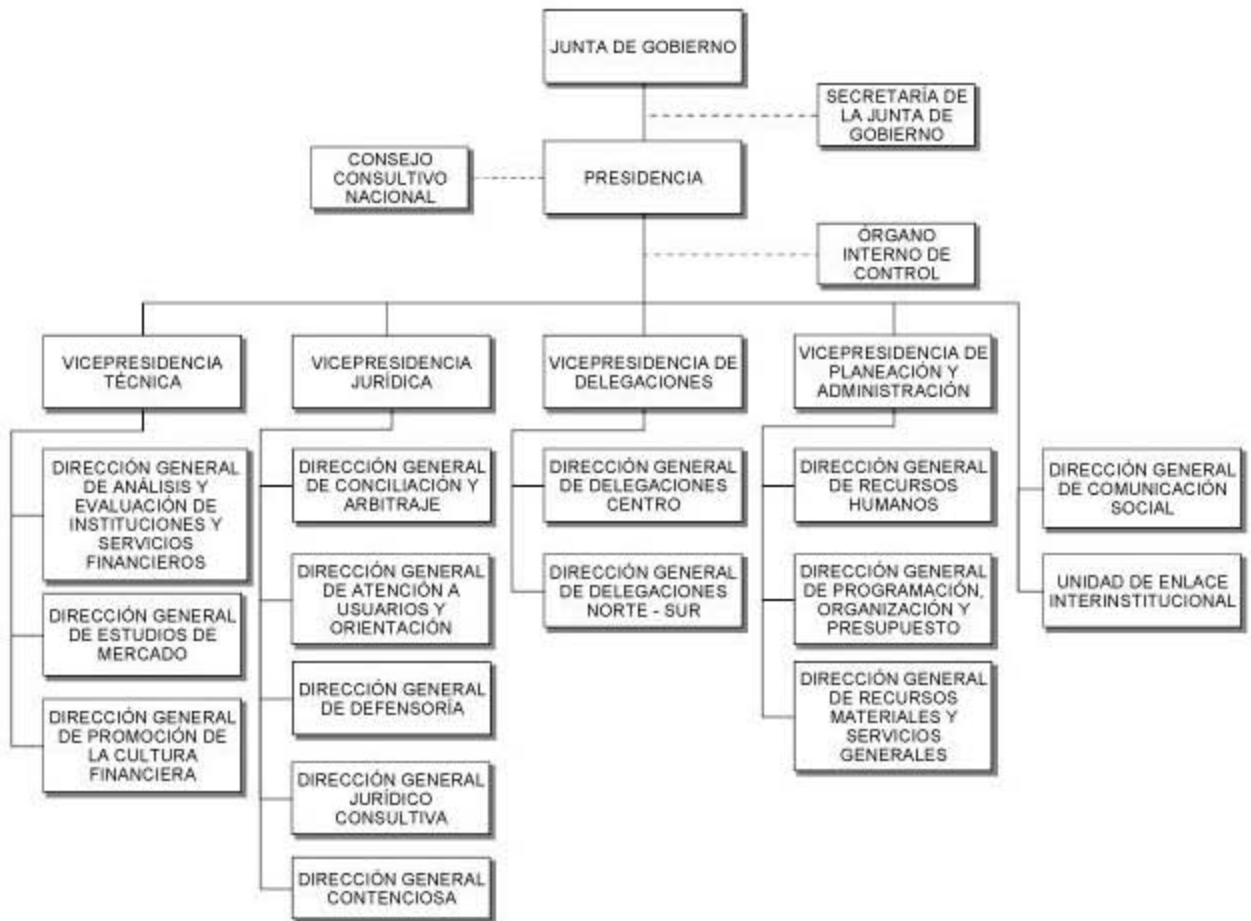 JUNTA DE GOBIERNO
SECRETARÍA DE
LA JUNTA DE
GOBIERNO
CONSEJO
CONSULTIVO
NACIONAL
PRESIDENCIA
ÓRGANO
INTERNO DE
CONTROL
VICEPRESIDENCIA
TÉCNICA
VICEPRESIDENCIA
JURÍDICA
VICEPRESIDENCIA DE
DELEGACIONES
VICEPRESIDENCIA DE
PLANEACIÓN Y
ADMINISTRACIÓN
DIRECCIÓN GENERAL
DE ANÁLISIS Y
EVALUACIÓN DE
INSTITUCIONES Y
SERVICIOS
FINANCIEROS
DIRECCIÓN GENERAL
DE ESTUDIOS DE
MERCADO
DIRECCIÓN GENERAL
DE PROMOCIÓN DE
LA CULTURA
FINANCIERA
DIRECCIÓN GENERAL
DE CONCILIACIÓN Y
ARBITRAJE
DIRECCIÓN GENERAL
DE ATENCIÓN A
USUARIOS Y
ORIENTACIÓN
DIRECCIÓN GENERAL
DE DEFENSORÍA
DIRECCIÓN GENERAL
JURÍDICO
CONSULTIVA
DIRECCIÓN GENERAL
CONTENCIOSA
DIRECCIÓN GENERAL
DE DELEGACIONES
CENTRO
DIRECCIÓN GENERAL
DE DELEGACIONES
NORTE - SUR
DIRECCIÓN GENERAL
DE RECURSOS
HUMANOS
DIRECCIÓN GENERAL
DE PROGRAMACIÓN,
ORGANIZACIÓN Y
PRESUPUESTO
DIRECCIÓN GENERAL
DE RECURSOS
MATERIALES Y
SERVICIOS
GENERALES
DIRECCIÓN GENERAL
DE COMUNICACIÓN
SOCIAL
UNIDAD DE ENLACE
INTERINSTITUCIONAL